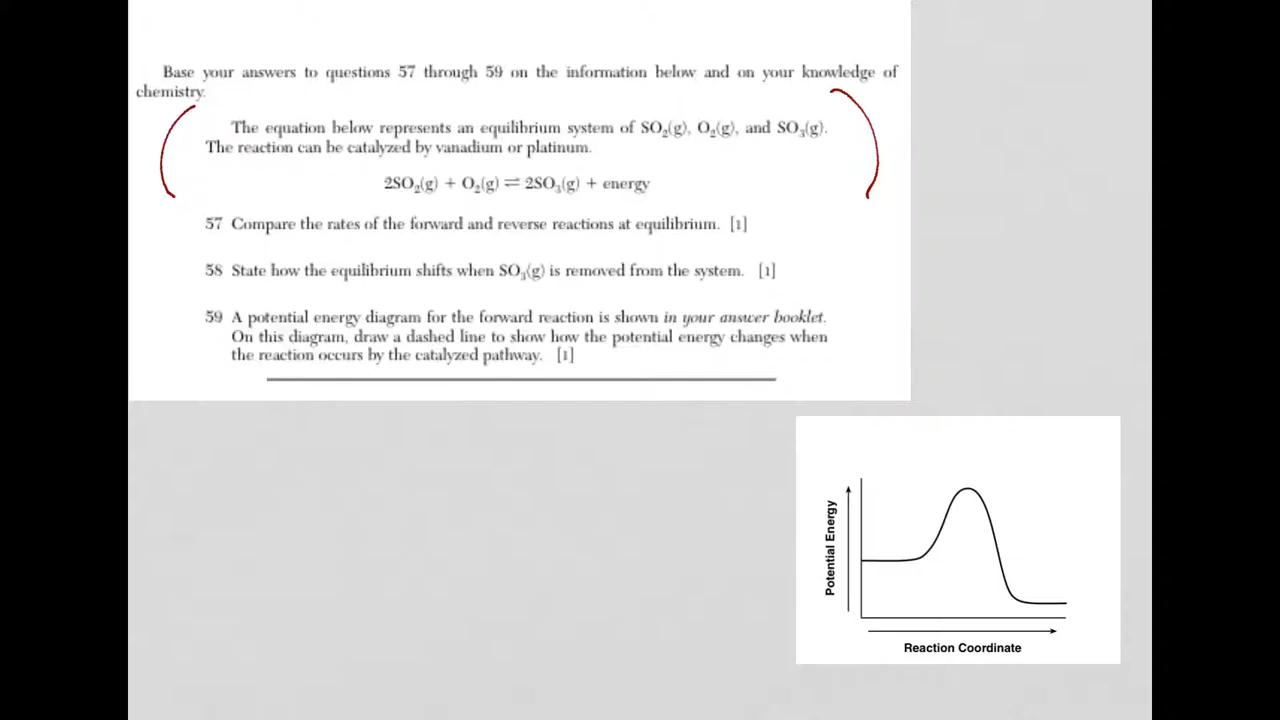 Base your answers to questions 57 through 59 on the information below and on your knowledge of
chemistry.
The equation below represents an equilibrium system of SO₂(g), O₂(g), and SO₃(g).
The reaction can be catalyzed by vanadium or platinum.
2SO₂(g) + O₂(g) ⇌ 2SO₃(g) + energy
57 Compare the rates of the forward and reverse reactions at equilibrium. [1]
58 State how the equilibrium shifts when SO₃(g) is removed from the system. [1]
59 A potential energy diagram for the forward reaction is shown in your answer booklet.
On this diagram, draw a dashed line to show how the potential energy changes when
the reaction occurs by the catalyzed pathway. [1]
Potential Energy
Reaction Coordinate